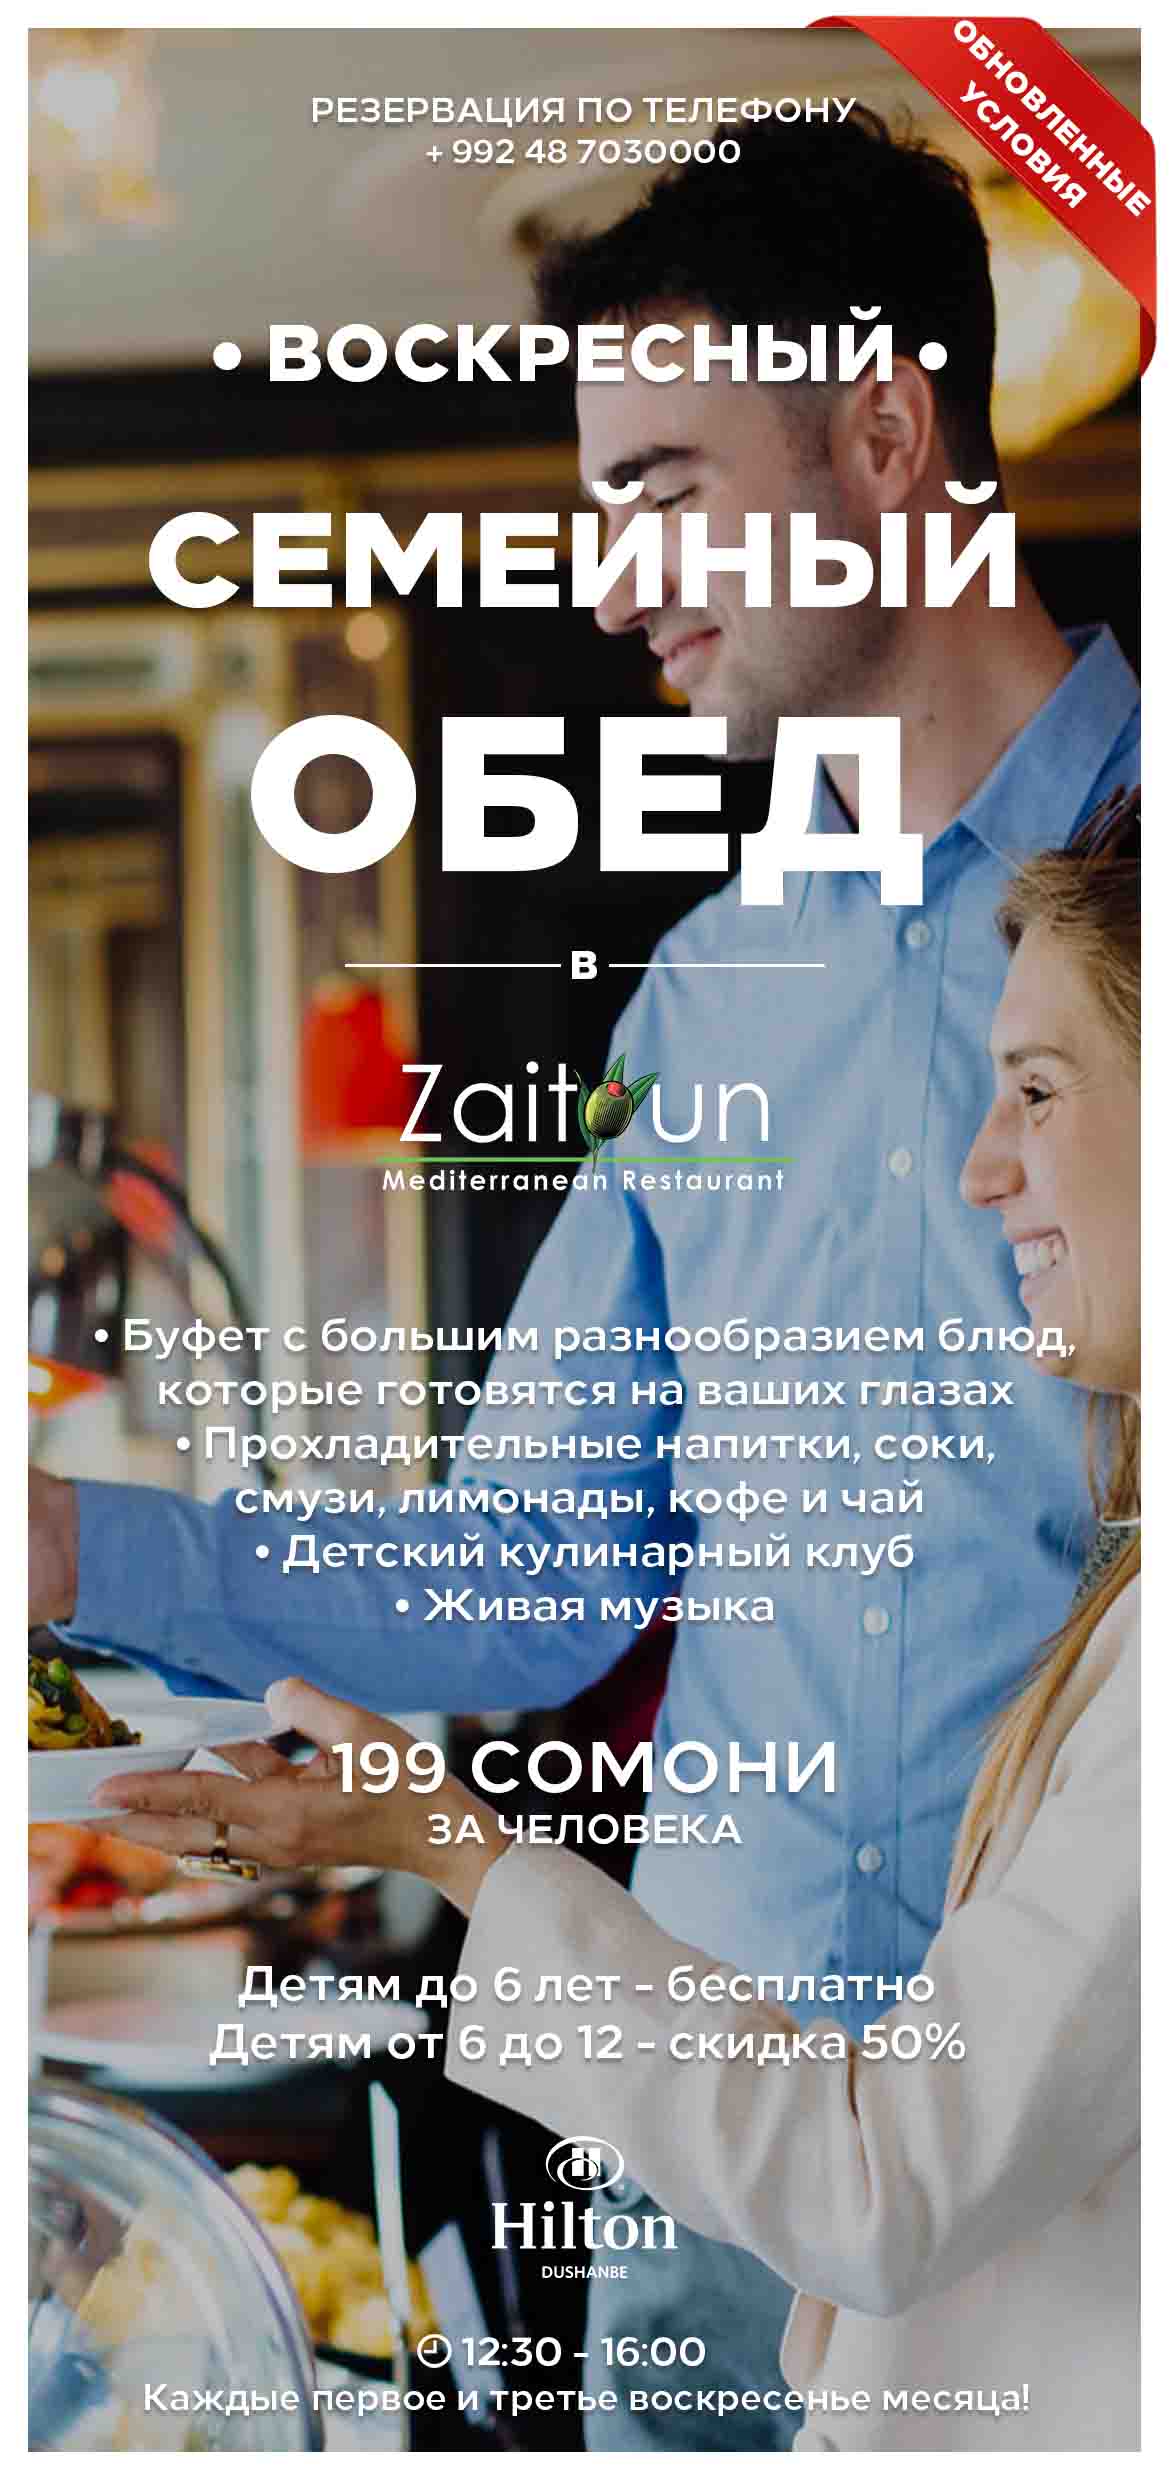 ОБНОВЛЕННЫЕ
УСЛОВИЯ
РЕЗЕРВАЦИЯ ПО ТЕЛЕФОНУ
+ 992 48 7030000
• ВОСКРЕСНЫЙ •
СЕМЕЙНЫЙ
ОБЕД
в
Zaitoun
Mediterranean Restaurant
• Буфет с большим разнообразием блюд,
которые готовятся на ваших глазах
• Прохладительные напитки, соки,
смузи, лимонады, кофе и чай
• Детский кулинарный клуб
• Живая музыка
199 СОМОНИ
ЗА ЧЕЛОВЕКА
Детям до 6 лет - бесплатно
Детям от 6 до 12 - скидка 50%
Hilton
DUSHANBE
12:30 - 16:00
Каждые первое и третье воскресенье месяца!